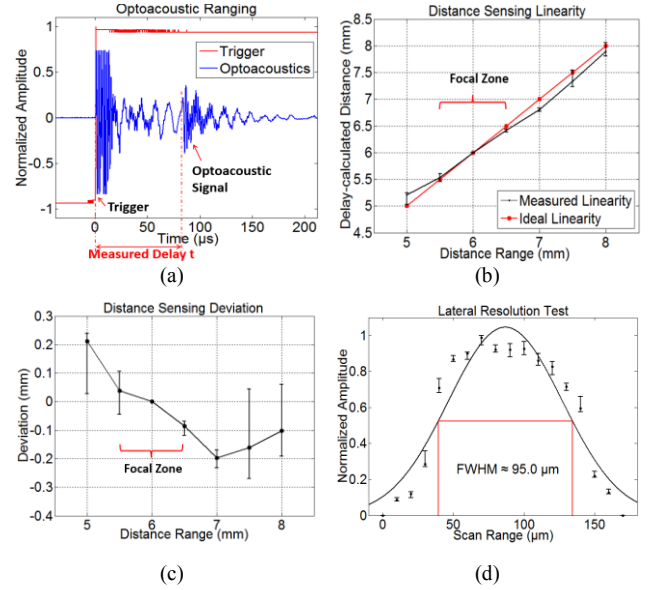 Optoacoustic Ranging
Normalized Amplitude
1
0.5
0
-0.5
-1
Trigger
Optoacoustics
Optoacoustic
Signal
Trigger
0 50 100 150 200
Time (µs)
Measured Delay t
(a)
Distance Sensing Linearity
Delay-calculated Distance (mm)
8
7.5
7
6.5
6
5.5
5
4.5
Focal Zone
Measured Linearity
Ideal Linearity
5 6 7 8
Distance Range (mm)
(b)
Distance Sensing Deviation
Deviation (mm)
0.3
0.2
0.1
0
-0.1
-0.2
-0.3
-0.4
Focal Zone
5 6 7 8
Distance Range (mm)
(c)
Lateral Resolution Test
Normalized Amplitude
1
0.8
0.6
0.4
0.2
0
FWHM ≈ 95.0 µm
0 50 100 150
Scan Range (µm)
(d)